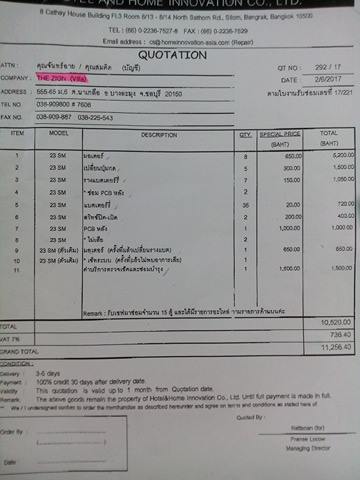 HOTEL AND HOME INNOVATION CO., LTD.
8 Cathay House Building Fl.3 Room 8/13 - 8/14 North Sathorn Rd., Silom, Bangrak, Bangkok 10500
TEL : (66) 0-2236-7527-8 FAX : (66) 0-2236-7529
Email address : cs@homeinnovation-asia.com (Repair)
QUOTATION
ATTN : คุณจันทร์ฉาย / คุณสมคิด (บัญชี) QT NO : 292 / 17
COMPANY : THE ZIGN (Villa) DATE 2/6/2017
ADDRESS : 555-65 ม.6 ต.นาเกลือ อ.บางละมุง จ.ชลบุรี 20150 ตามใบงานรับซ่อมเลขที่ 17/221
TEL NO 038-909800 # 7606
FAX NO. 038-909-887 038-225-543
ITEM MODEL DESCRIPTION QTY. SPECIAL PRICE TOTAL
(BAHT) (BAHT)
1 23 SM มอเตอร์ 8 650.00 5,200.00
2 23 SM เปลี่ยนปุ่มกด 5 300.00 1,500.00
3 23 SM รางแบตเตอรี่ 7 150.00 1,050.00
4 23 SM * ซ่อม PCB หลัง 2
5 23 SM แบตเตอรี่ 36 20.00 720.00
6 23 SM สวิทซ์ปิด-เปิด 2 200.00 400.00
7 23 SM PCB หลัง 1 1,000.00 1,000.00
8 23 SM * ไม่เสีย 2
9 23 SM (ตัวเดิม) มอเตอร์ (ครั้งที่แล้วเปลี่ยนรางแบต) 1 650.00 650.00
10 23 SM (ตัวเดิม) * เช็คระบบ (ครั้งที่แล้วไม่พบอาการเสีย) 1
11 ค่าบริการตรวจเช็คและซ่อมบำรุง 1 1,500.00 1,500.00
Remark : รับเซฟมาซ่อมจำนวน 15 ตู้ และได้มีรายการอะไหล่ ตามรายการด้านบนค่ะ
TOTAL 10,520.00
VAT 7% 736.40
GRAND TOTAL 11,256.40
CONDITION :
Delivery : 3-5 days
Payment : 100% credit 30 days after delivery date.
Validity This quotation is valid up to 1 month from Quotation date.
Remark : The above goods remain the property of Hotel&Home Innovation Co., Ltd. Until full payment is made in full.
** We / I undersigned confirm to order the merchandise as described hereunder and agree on terms and conditions as stated here of
Quoted By :
Order By :
Date :
Managing Director